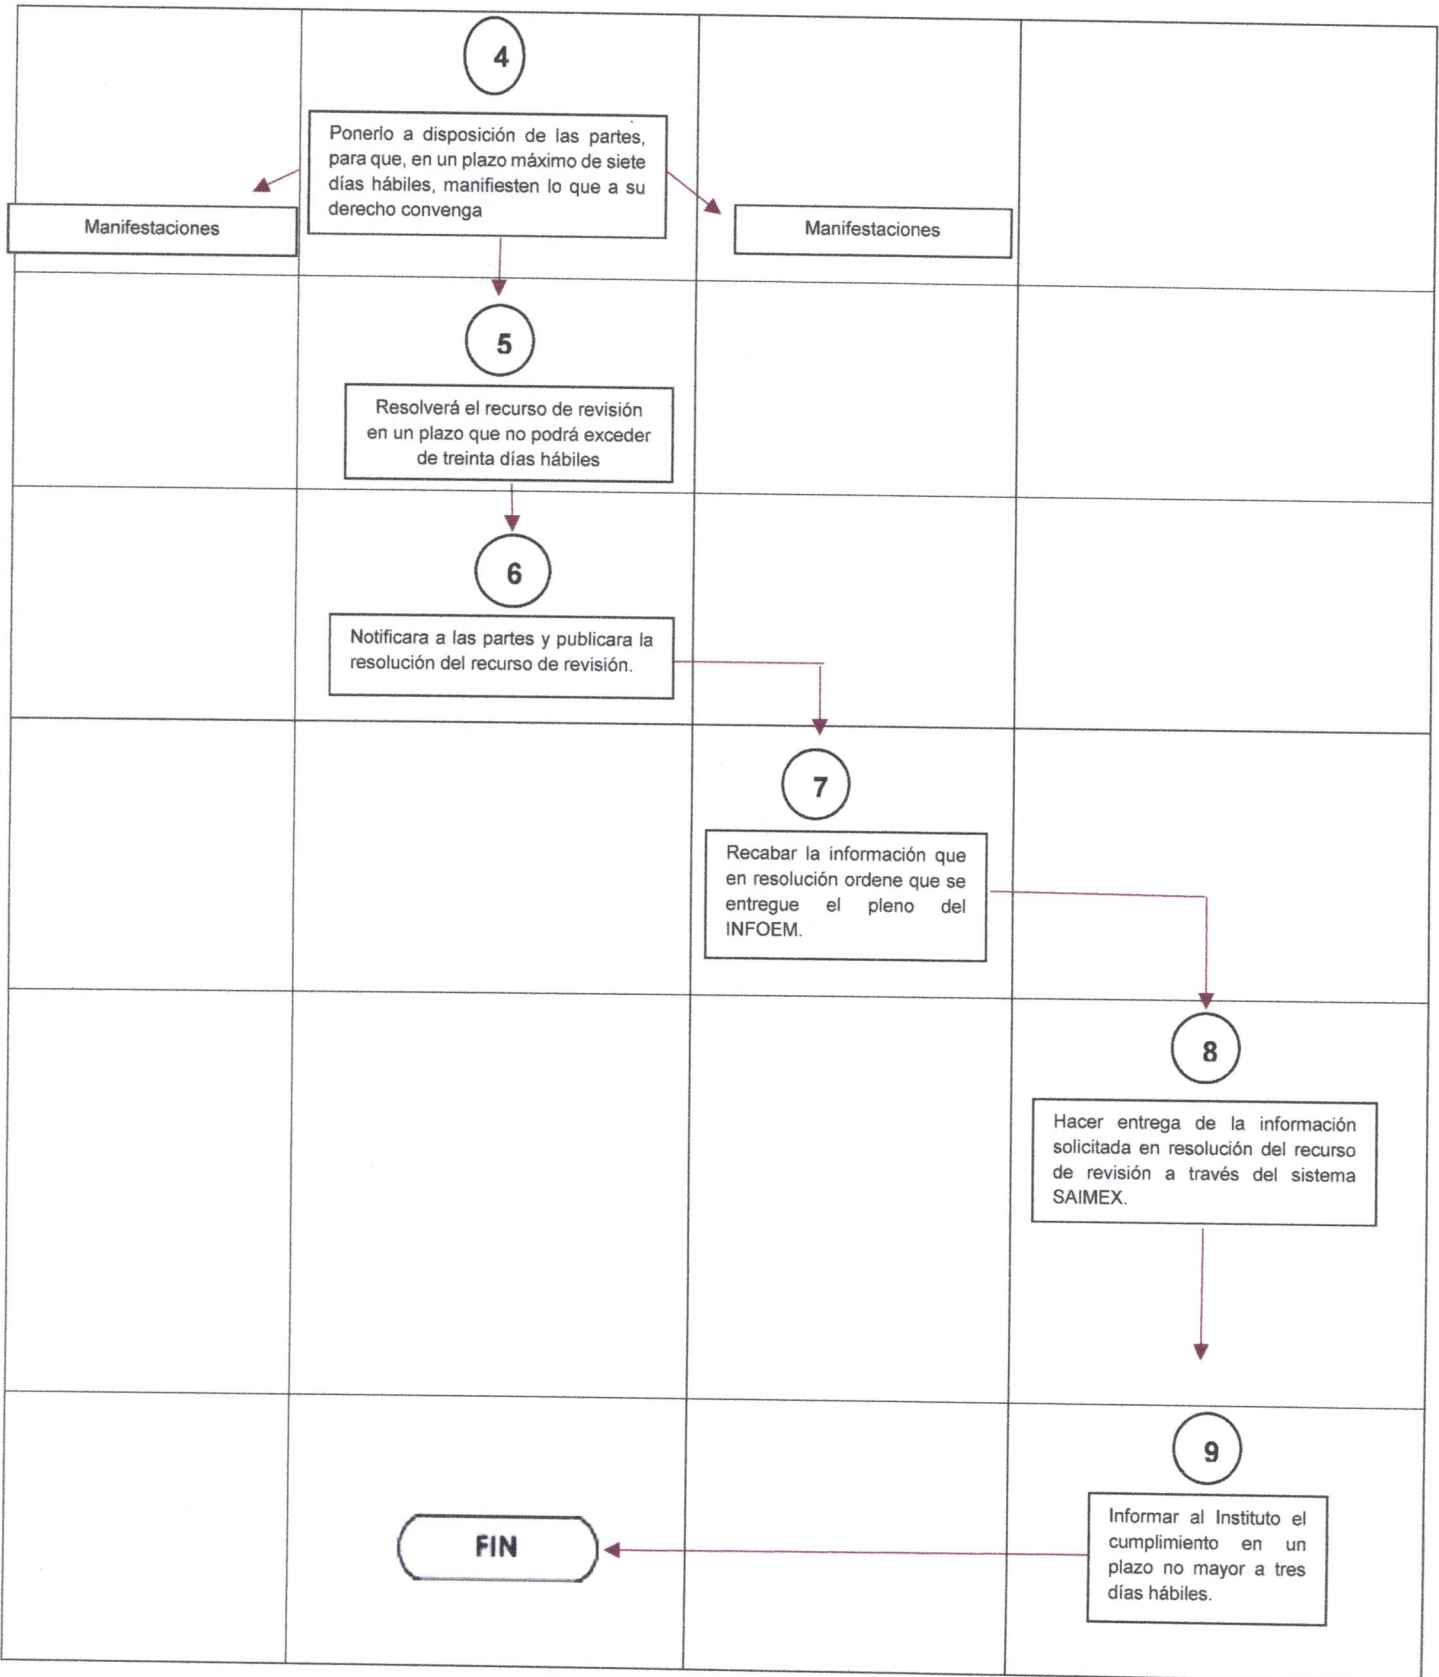 4
Ponerlo a disposición de las partes,
para que, en un plazo máximo de siete
días hábiles, manifiesten lo que a su
derecho convenga
Manifestaciones
Manifestaciones
5
Resolverá el recurso de revisión
en un plazo que no podrá exceder
de treinta días hábiles
6
Notificara a las partes y publicara la
resolución del recurso de revisión.
7
Recabar la información que
en resolución ordene que se
entregue el pleno del
INFOEM.
8
Hacer entrega de la información
solicitada en resolución del recurso
de revisión a través del sistema
SAIMEX.
9
Informar al Instituto el
cumplimiento en un
plazo no mayor a tres
días hábiles.
FIN